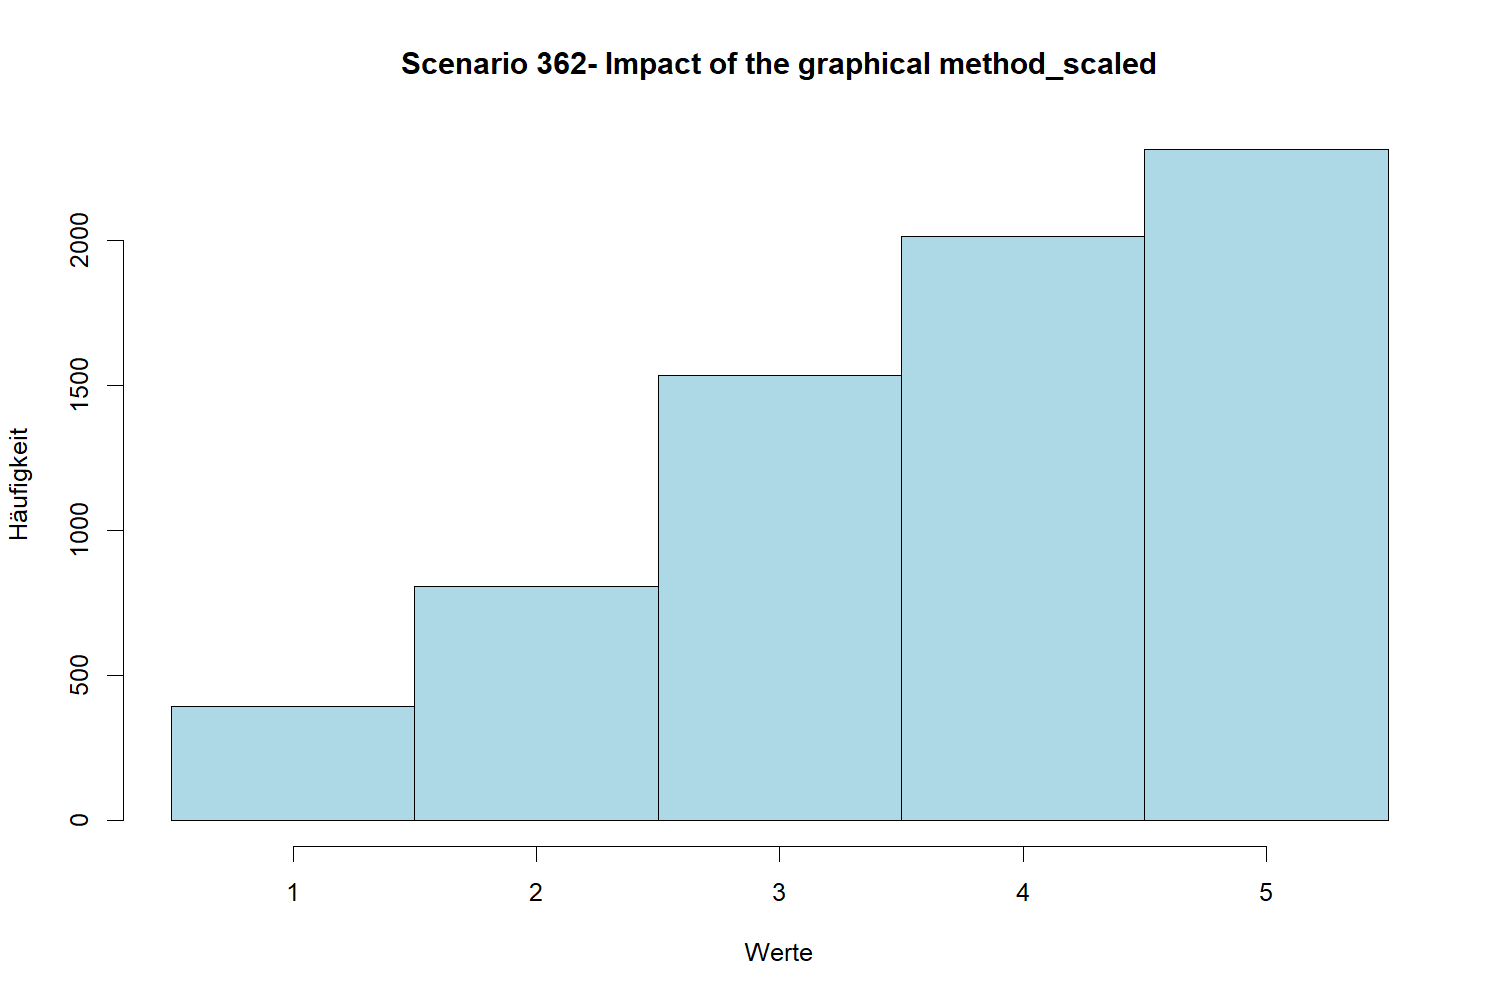 Scenario 362- Impact of the graphical method_scaled
Häufigkeit
2000
1500
1000
500
0
1 2 3 4 5
Werte